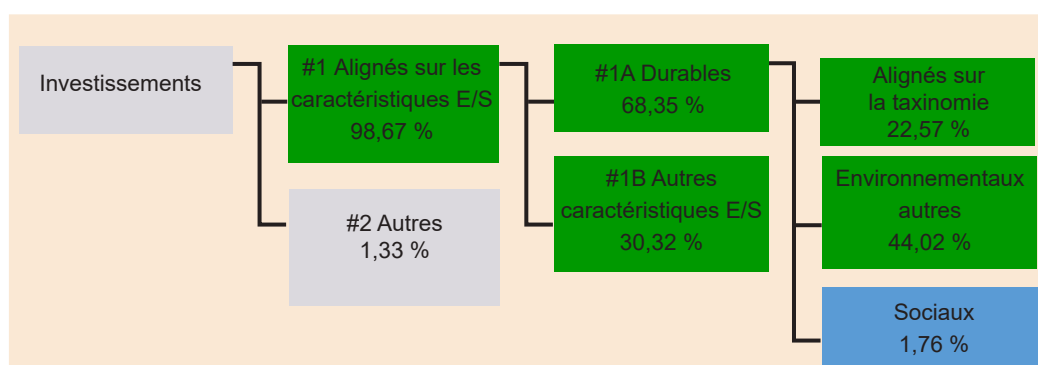 Investissements
#1 Alignés sur les
caractéristiques E/S
98,67 %
#2 Autres
1,33 %
#1A Durables
68,35 %
#1B Autres
caractéristiques E/S
30,32 %
Alignés sur
la taxinomie
22,57 %
Environnementaux
autres
44,02 %
Sociaux
1,76 %